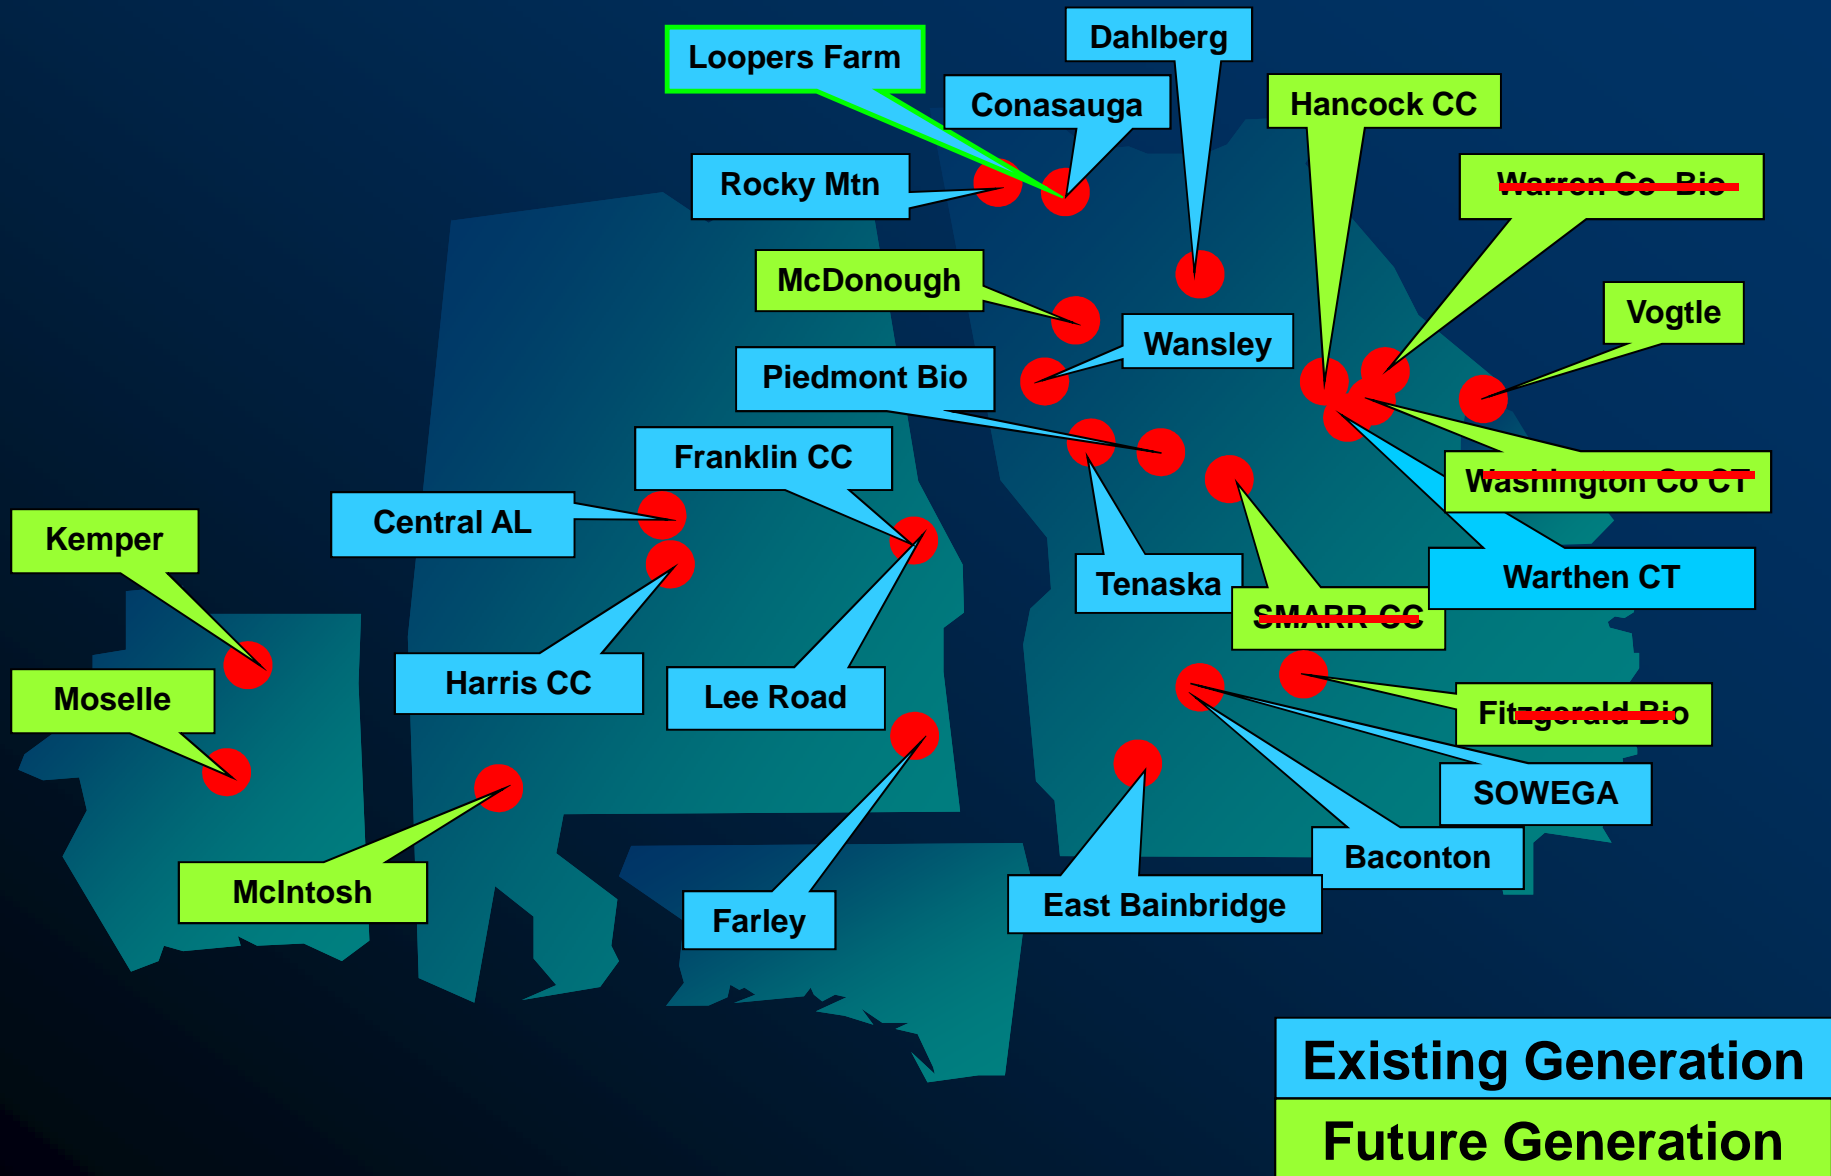 Dahlberg
Loopers Farm
Conasauga
Hancock CC
Rocky Mtn
Warren Co Bio
McDonough
Vogtle
Wansley
Piedmont Bio
Franklin CC
Washington Co CT
Central AL
Kemper
Tenaska
Warthen CT
SMARR CC
Harris CC
Lee Road
Moselle
Fitzgerald Bio
SOWEGA
Baconton
McIntosh
East Bainbridge
Farley
Existing Generation
Future Generation